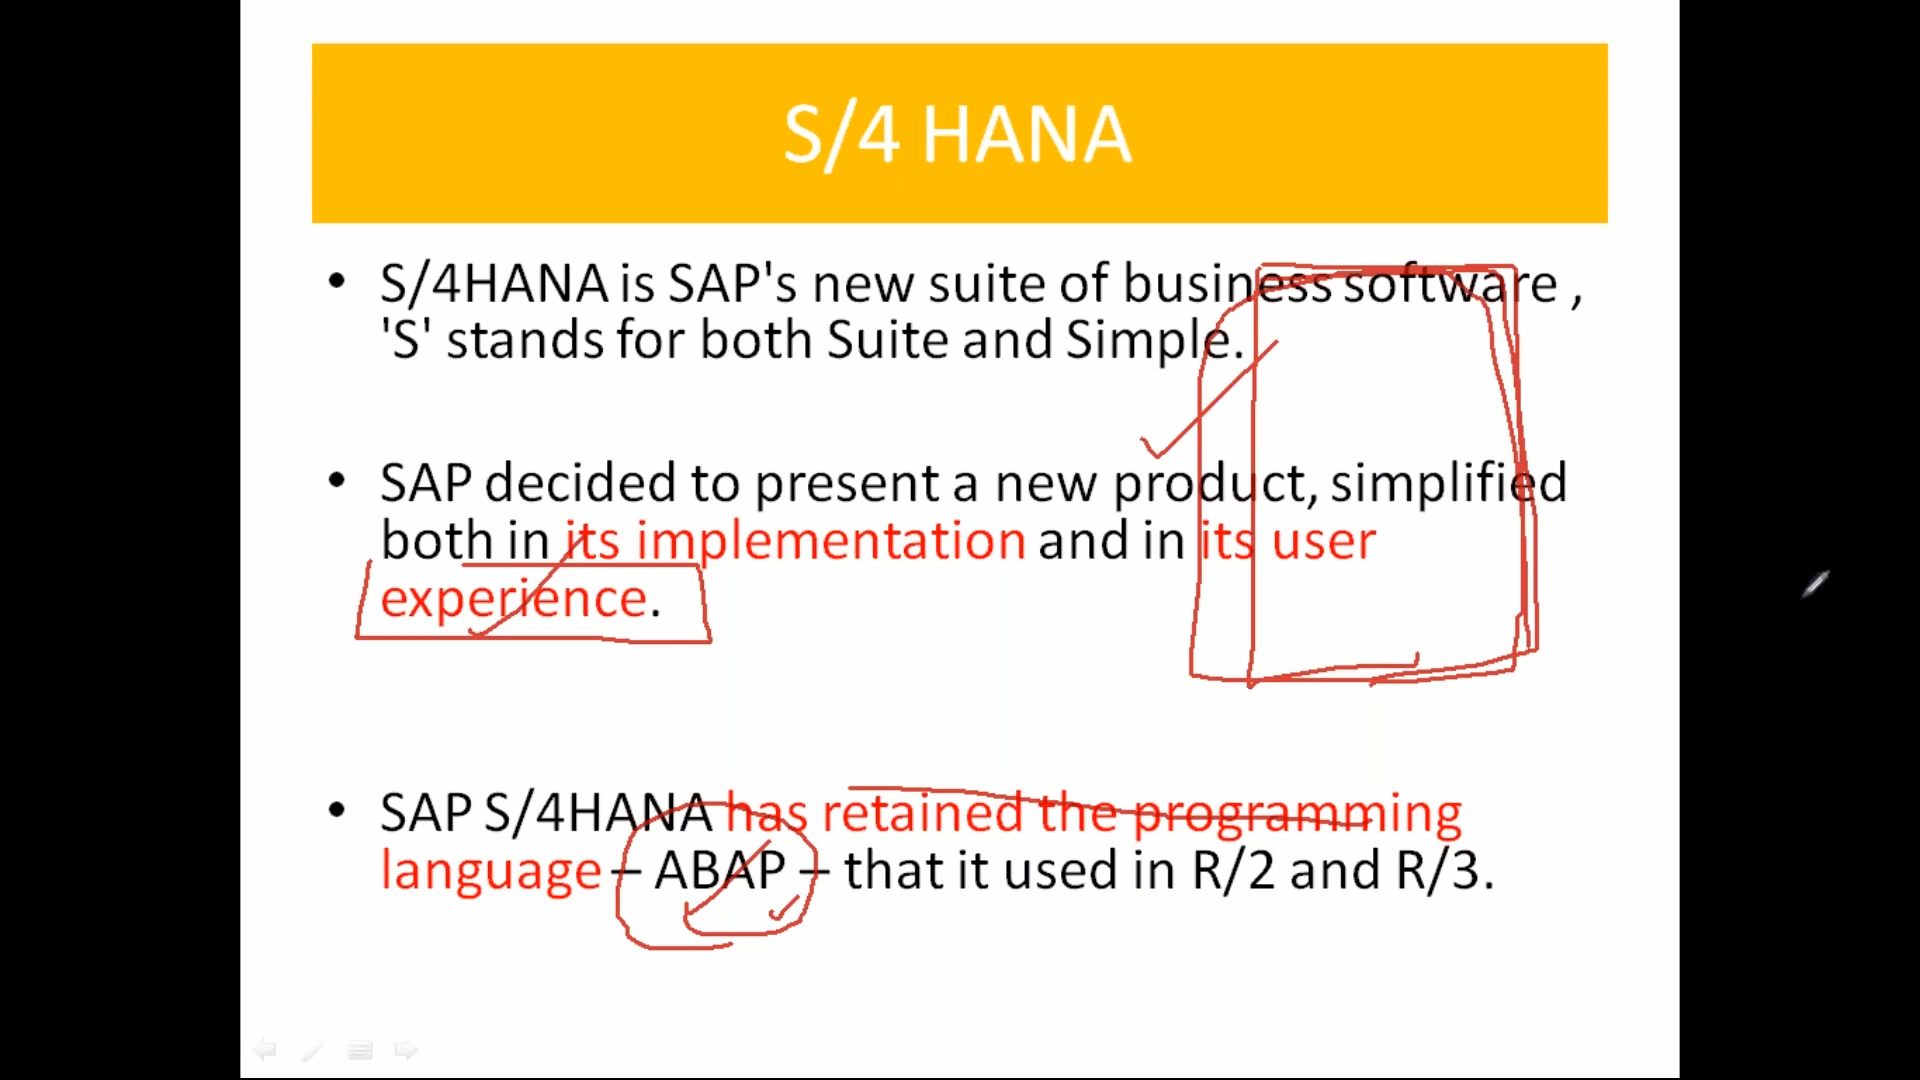 S/4 HANA
• S/4HANA is SAP's new suite of business software ,
'S' stands for both Suite and Simple.
• SAP decided to present a new product, simplified
both in its implementation and in its user
experience.
• SAP S/4HANA has retained the programming
language – ABAP – that it used in R/2 and R/3.